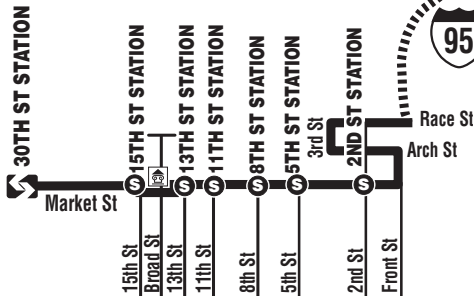 30TH ST STATION
15TH ST STATION
13TH ST STATION
11TH ST STATION
8TH ST STATION
5TH ST STATION
2ND ST STATION
95
3rd St
Race St
Arch St
Market St
S
S
S
S
S
S
15th St
Broad St
13th St
11th St
8th St
5th St
2nd St
Front St